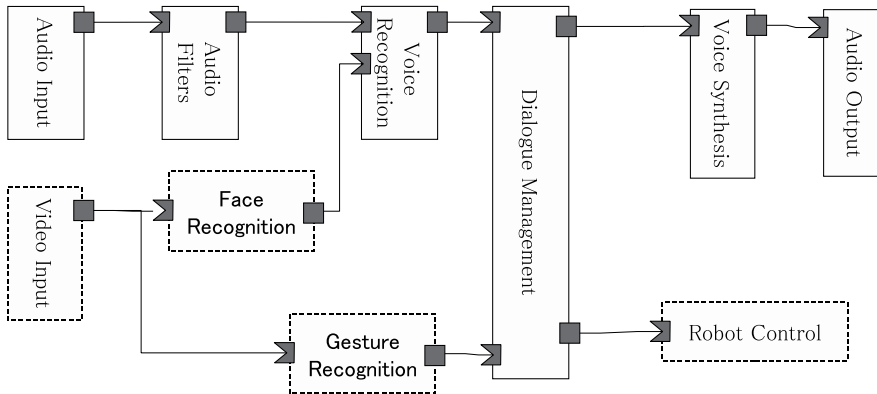 Audio Input
Audio
Filters
Voice
Recognition
Dialogue Management
Voice Synthesis
Audio Output
Video Input
Face
Recognition
Gesture
Recognition
Robot Control